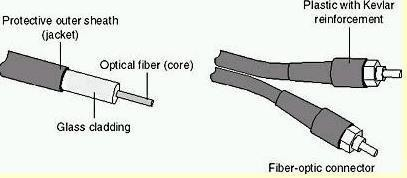 Protective outer sheath
(jacket)
Optical fiber (core)
Glass cladding
Plastic with Kevlar
reinforcement
Fiber-optic connector